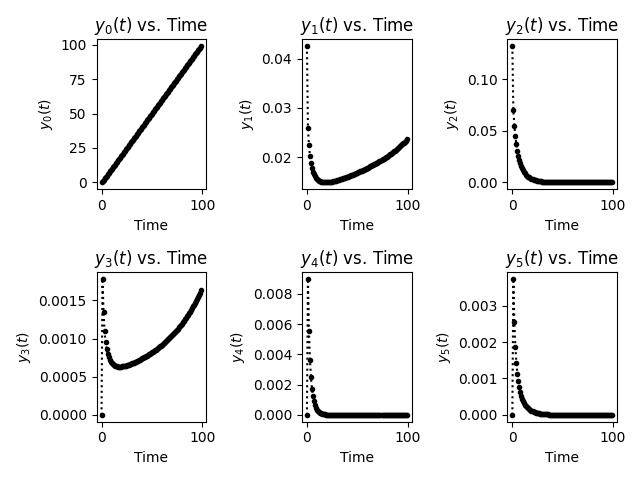 y₀(t) vs. Time
y₁(t) vs. Time
y₂(t) vs. Time
100
75
50
25
0
y₀(t)
0 100
Time
0.04
0.03
0.02
y₁(t)
0 100
Time
0.10
0.05
0.00
y₂(t)
0 100
Time
y₃(t) vs. Time
y₄(t) vs. Time
y₅(t) vs. Time
0.0015
0.0010
0.0005
0.0000
y₃(t)
0 100
Time
0.008
0.006
0.004
0.002
0.000
y₄(t)
0 100
Time
0.003
0.002
0.001
0.000
y₅(t)
0 100
Time